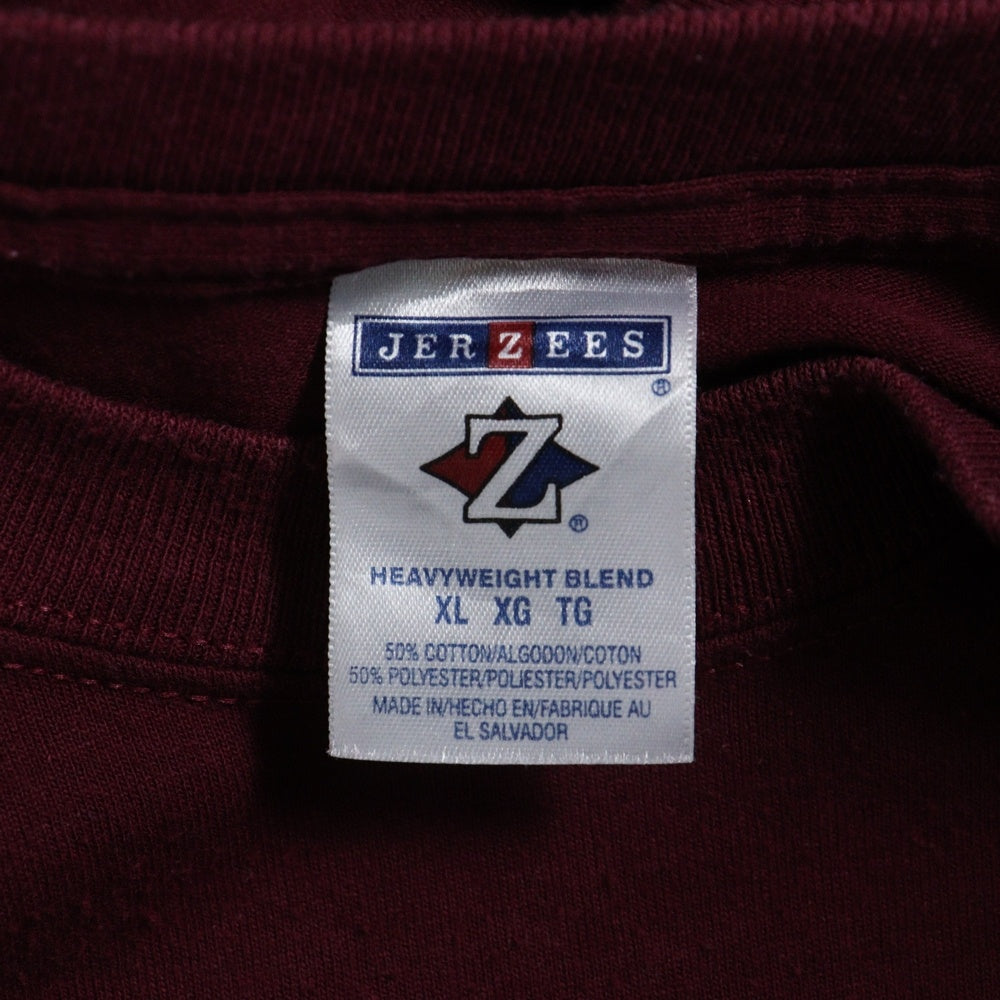 JERZEES
®
Z
®
HEAVYWEIGHT BLEND
XL XG TG
50% COTTON/ALGODON/COTON
50% POLYESTER/POLIESTER/POLYESTER
MADE IN/HECHO EN/FABRIQUE AU
EL SALVADOR